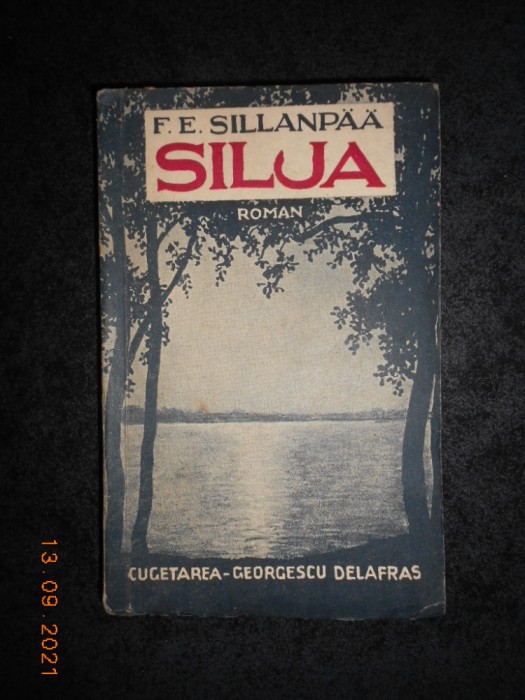 F. E. SILLANPÄÄ
SILJA
ROMAN
CUGETAREA-GEORGESCU DELAFRAS
13.09.2021